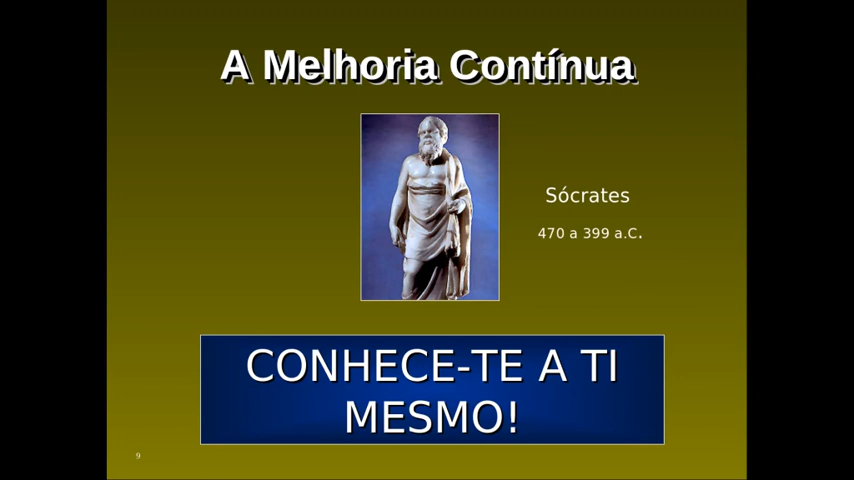 A Melhoria Contínua
Sócrates
470 a 399 a.C.
CONHECE-TE A TI
MESMO!
9